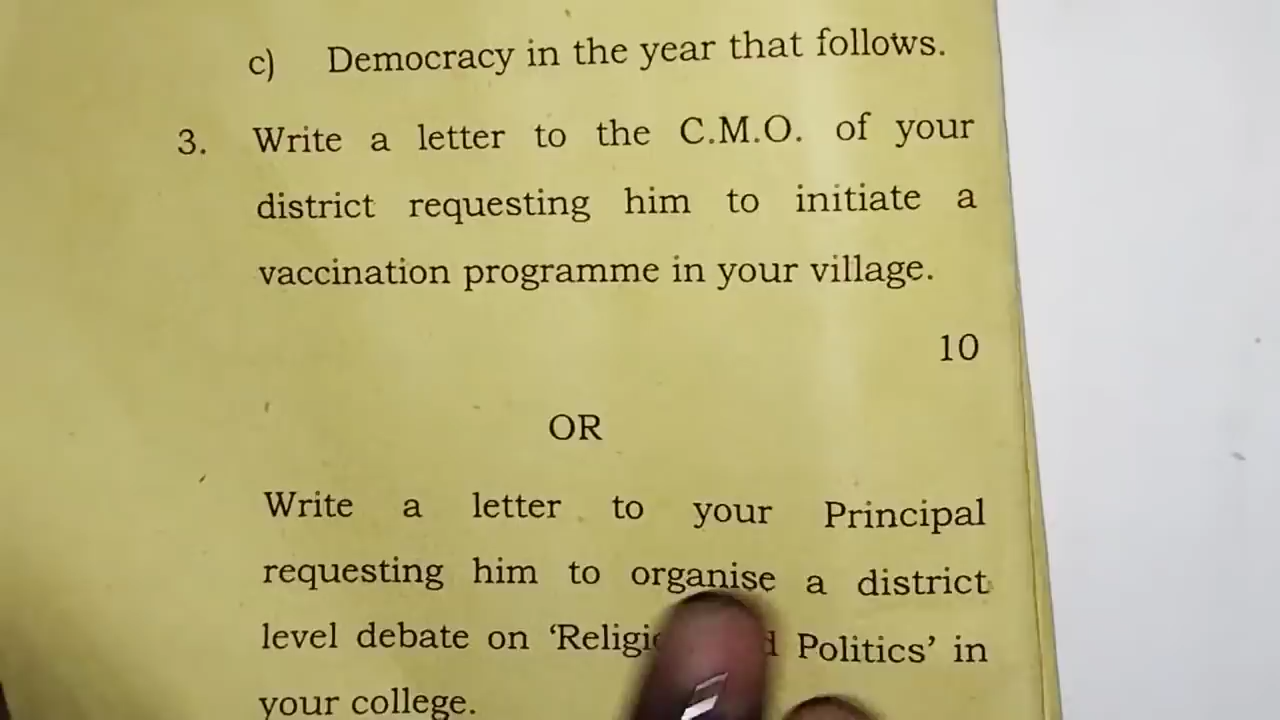 c) Democracy in the year that follows.
3. Write a letter to the C.M.O. of your
district requesting him to initiate a
vaccination programme in your village.
10
OR
Write a letter to your Principal
requesting him to organise a district
level debate on Politics' in
your college.